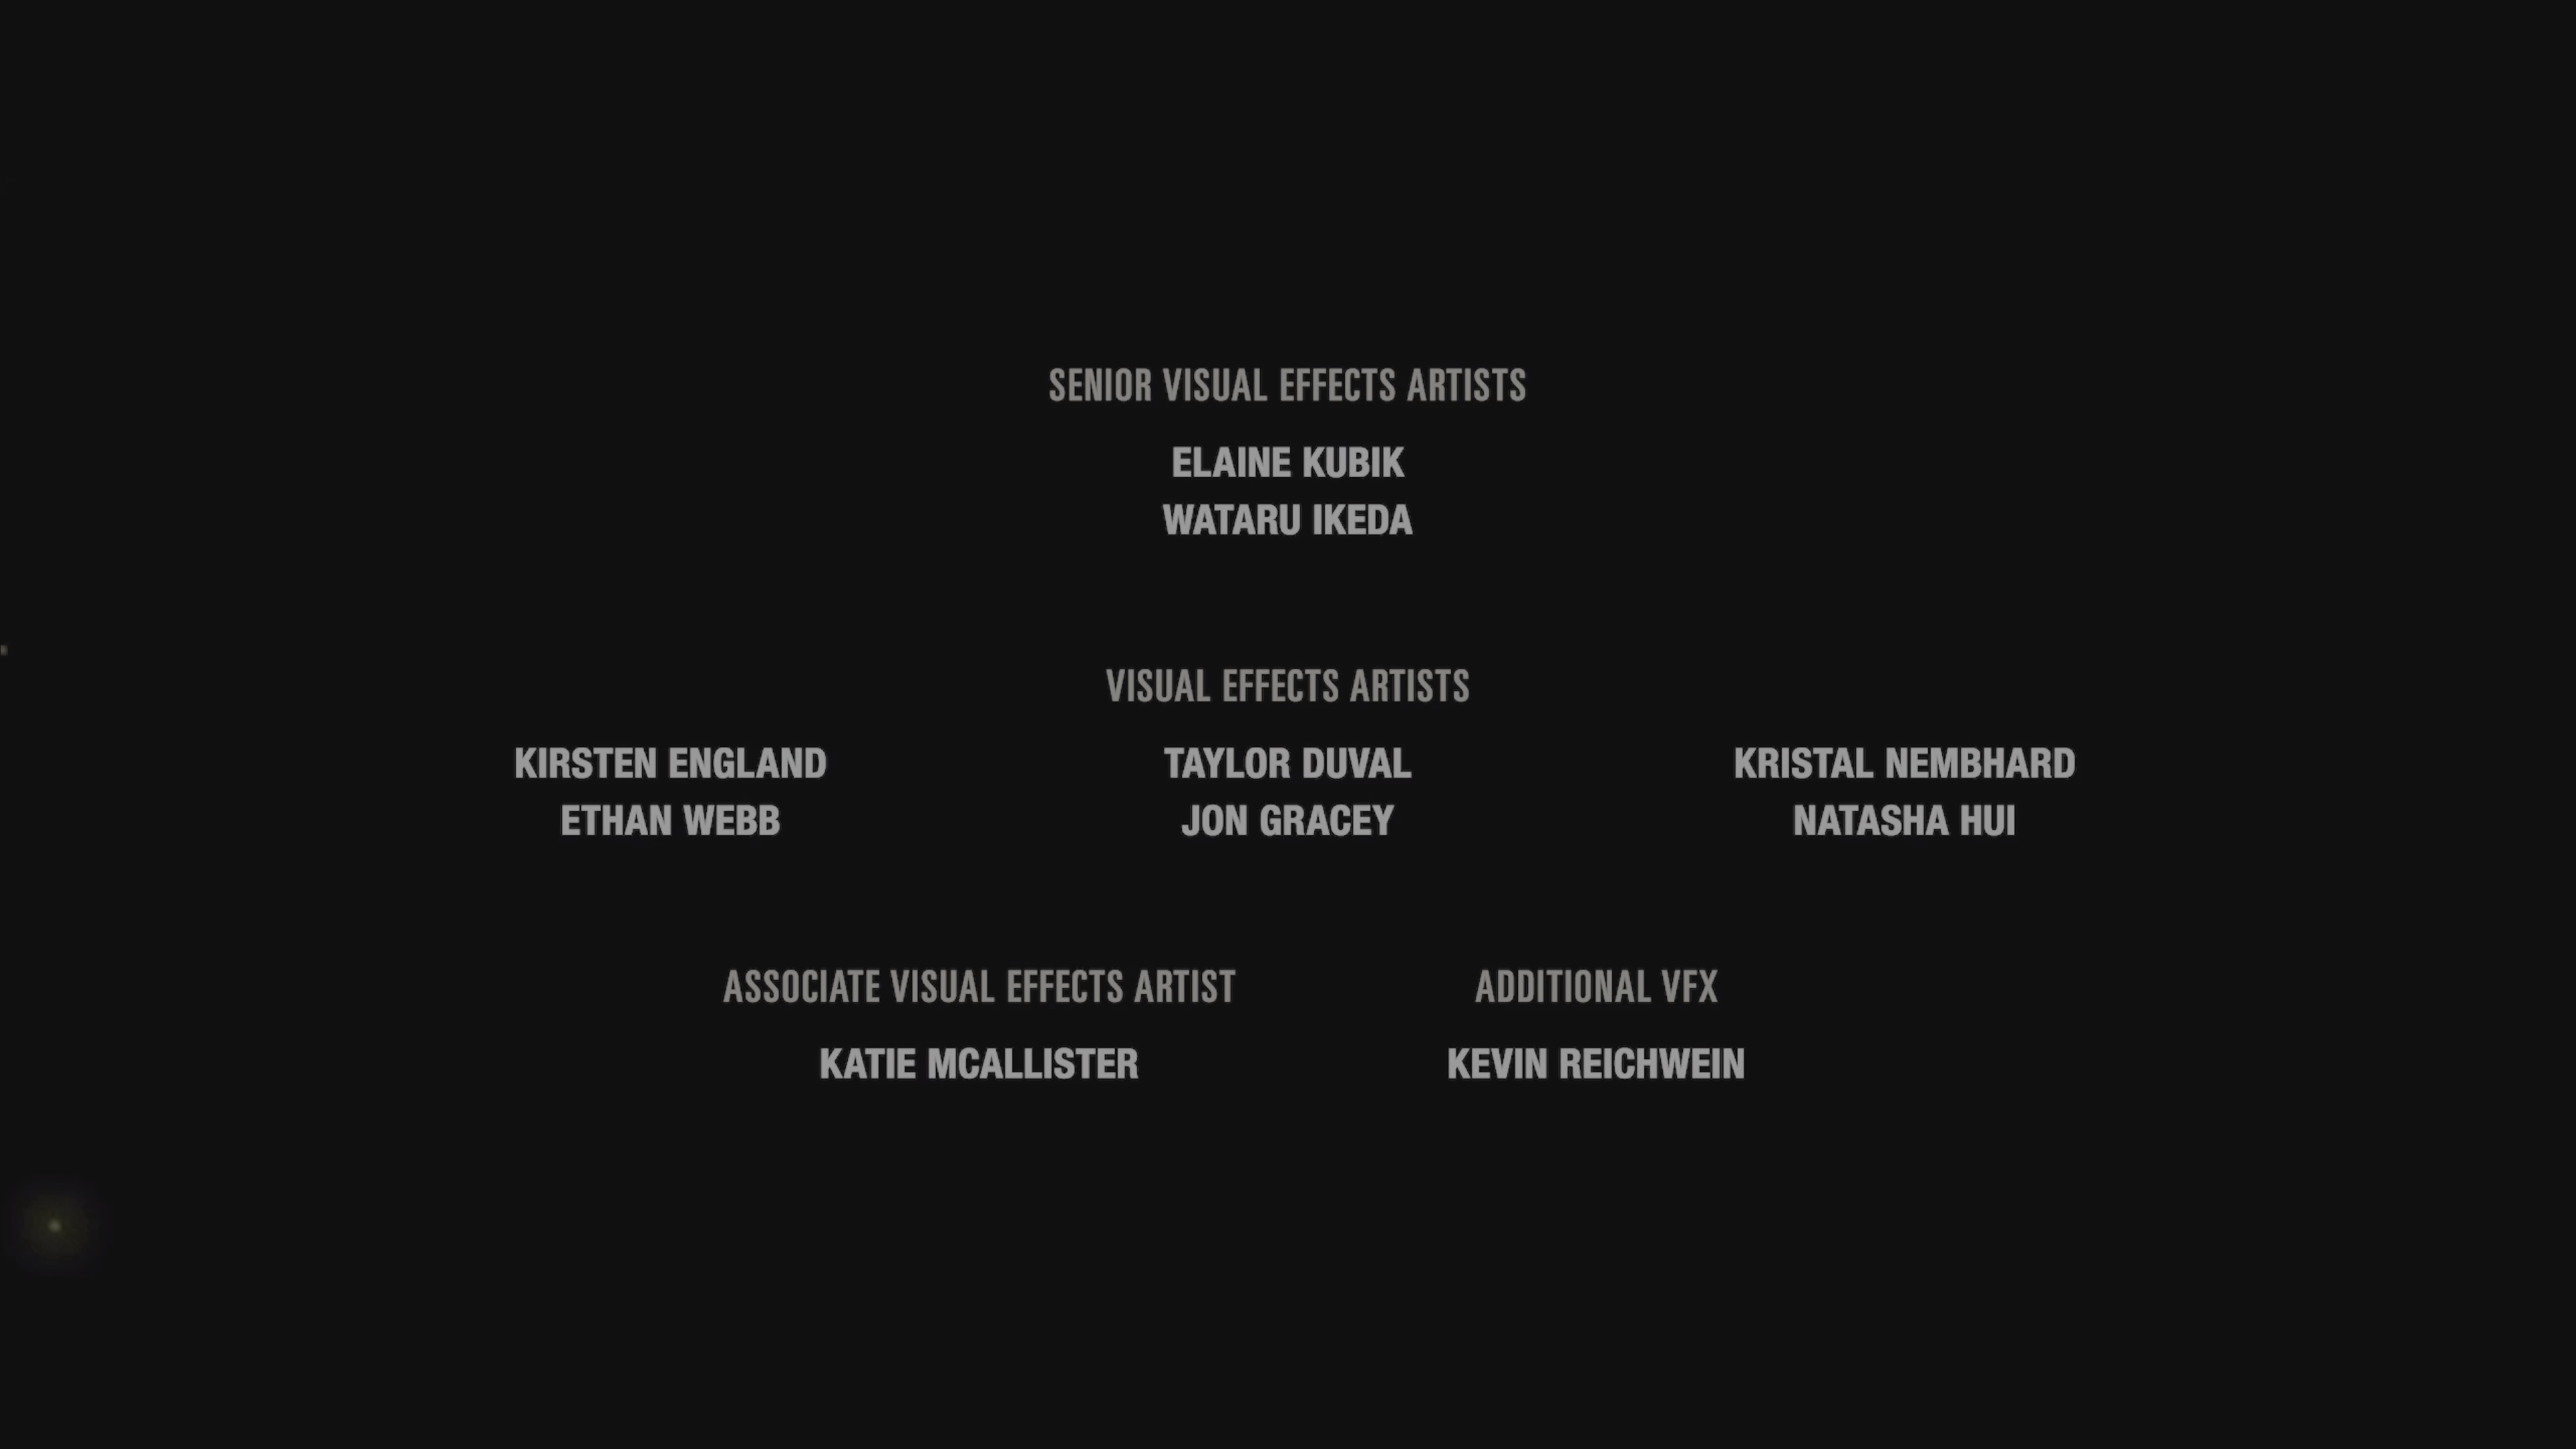 SENIOR VISUAL EFFECTS ARTISTS
ELAINE KUBIK
WATARU IKEDA
VISUAL EFFECTS ARTISTS
KIRSTEN ENGLAND TAYLOR DUVAL KRISTAL NEMBHARD
ETHAN WEBB JON GRACEY NATASHA HUI
ASSOCIATE VISUAL EFFECTS ARTIST ADDITIONAL VFX
KATIE MCALLISTER KEVIN REICHWEIN